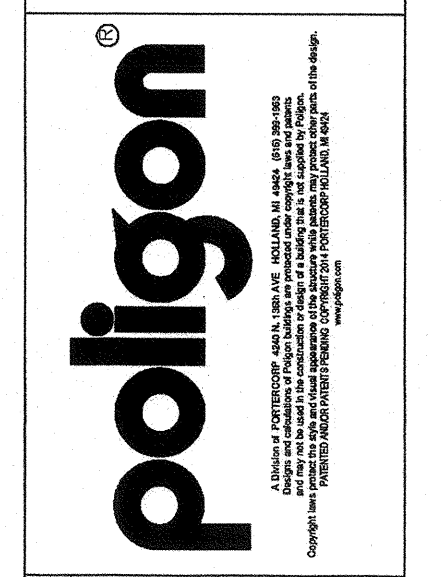 poligon®
A Division of PORTERCORP 4240 N. 136th AVE HOLLAND, MI 49424 (616) 399-1963
Designs and calculations of Poligon buildings are protected under copyright laws and patents
and may not be used in the construction or design of a building that is not supplied by Poligon.
Copyright laws protect the style and visual appearance of the structure while patents may protect other parts of the design.
PATENTED AND/OR PATENTS PENDING COPYRIGHT 2014 PORTERCORP HOLLAND, MI 49424
www.poligon.com